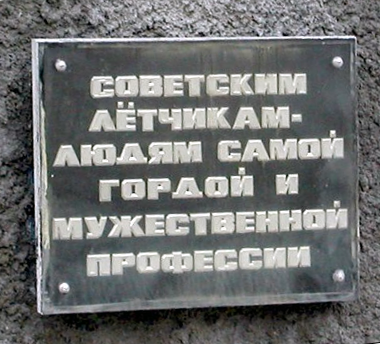 СОВЕТСКИМ
ЛЁТЧИКАМ-
ЛЮДЯМ САМОЙ
ГОРДОЙ И
МУЖЕСТВЕННОЙ
ПРОФЕССИИ